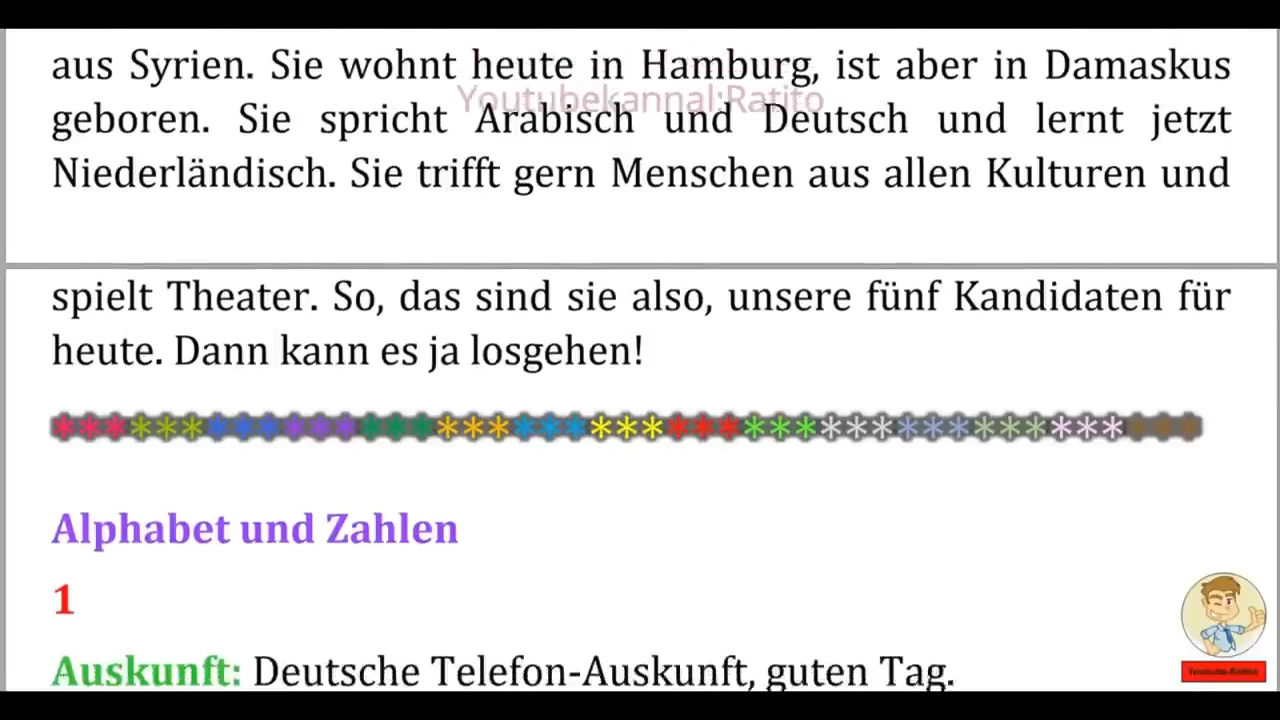 aus Syrien. Sie wohnt heute in Hamburg, ist aber in Damaskus
Youtubekannal:Ratito
geboren. Sie spricht Arabisch und Deutsch und lernt jetzt
Niederländisch. Sie trifft gern Menschen aus allen Kulturen und
spielt Theater. So, das sind sie also, unsere fünf Kandidaten für
heute. Dann kann es ja losgehen!
*********************************************
Alphabet und Zahlen
1
Auskunft: Deutsche Telefon-Auskunft, guten Tag.